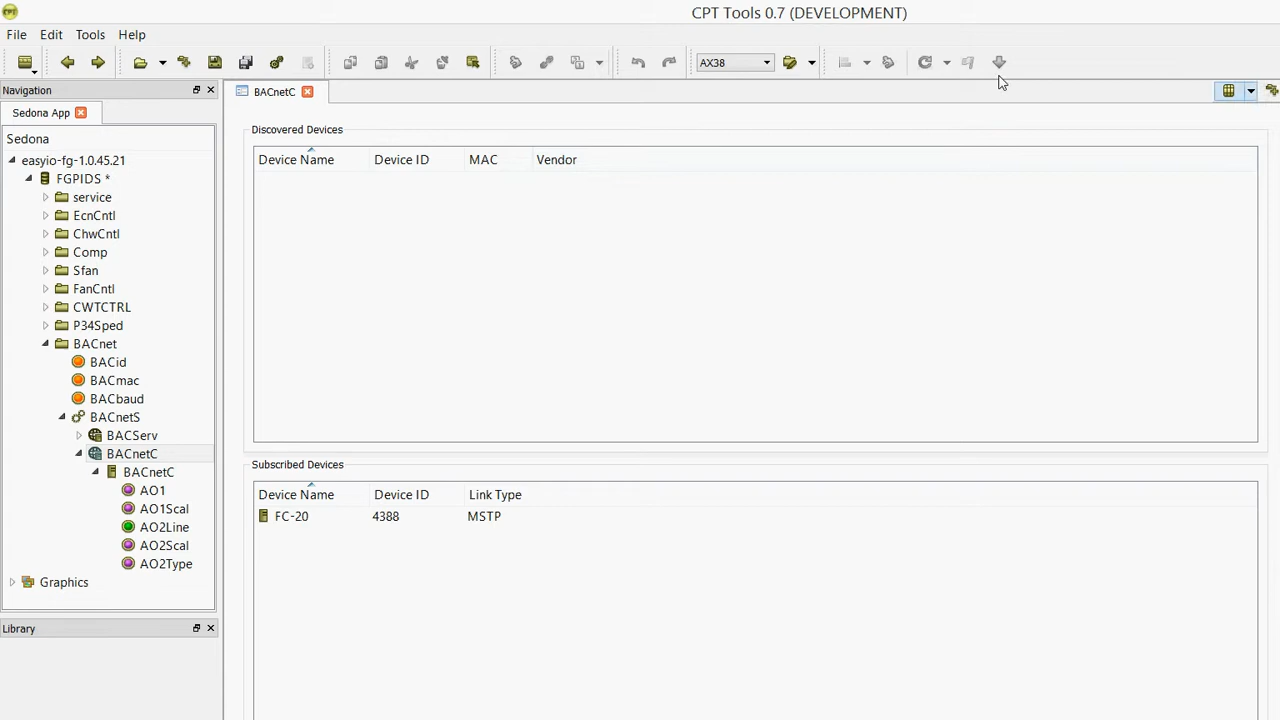 CPT
CPT Tools 0.7 (DEVELOPMENT)
File Edit Tools Help
AX38
Navigation
BACnetC
Sedona App
Discovered Devices
Sedona
Device Name Device ID MAC Vendor
easyio-fg-1.0.45.21
FGPIDS *
service
EcnCntl
ChwCntl
Comp
Sfan
FanCntl
CWTCTRL
P34Sped
BACnet
BACid
BACmac
BACbaud
BACnetS
BACServ
BACnetC
BACnetC
AO1
AO1Scal
AO2Line
AO2Scal
AO2Type
Graphics
Subscribed Devices
Device Name Device ID Link Type
FC-20 4388 MSTP
Library